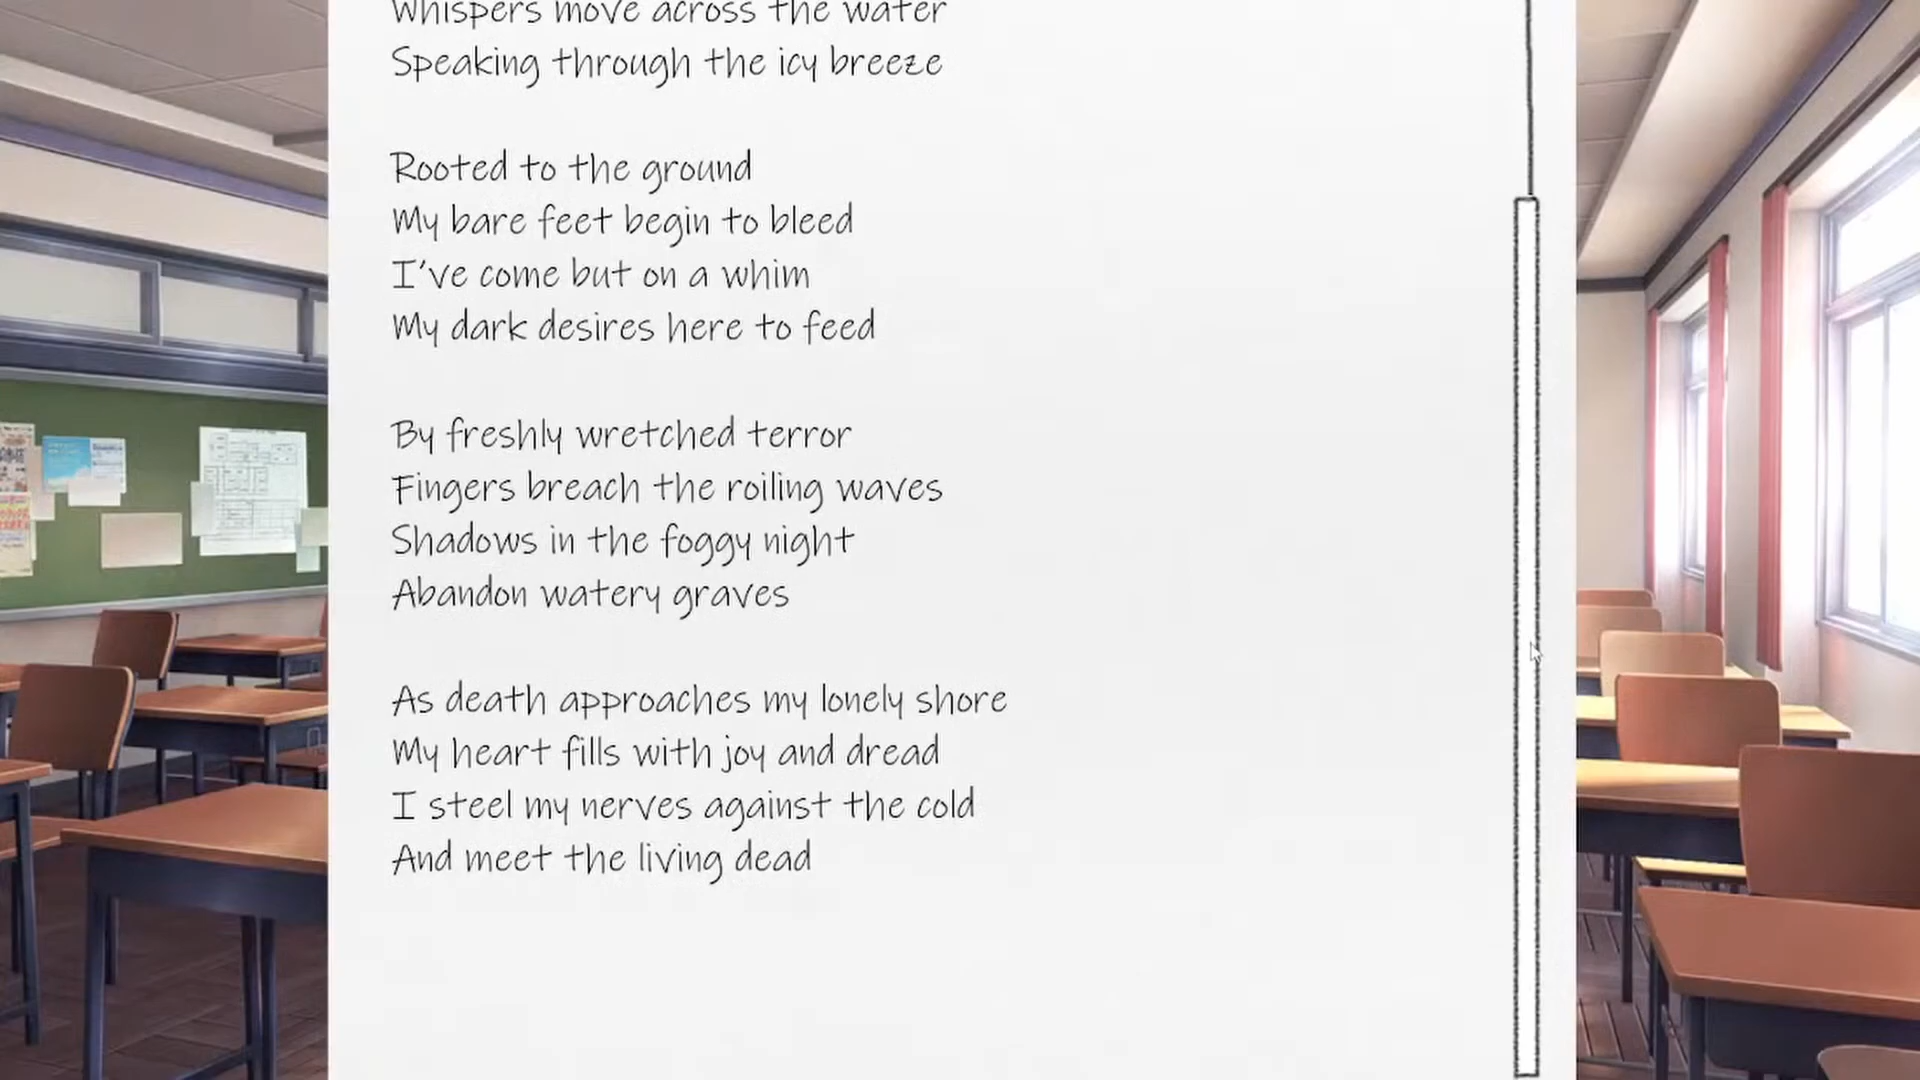 Whispers move across the water
Speaking through the icy breeze
Rooted to the ground
My bare feet begin to bleed
I've come but on a whim
My dark desires here to feed
By freshly wretched terror
Fingers breach the roiling waves
Shadows in the foggy night
Abandon watery graves
As death approaches my lonely shore
My heart fills with joy and dread
I steel my nerves against the cold
And meet the living dead